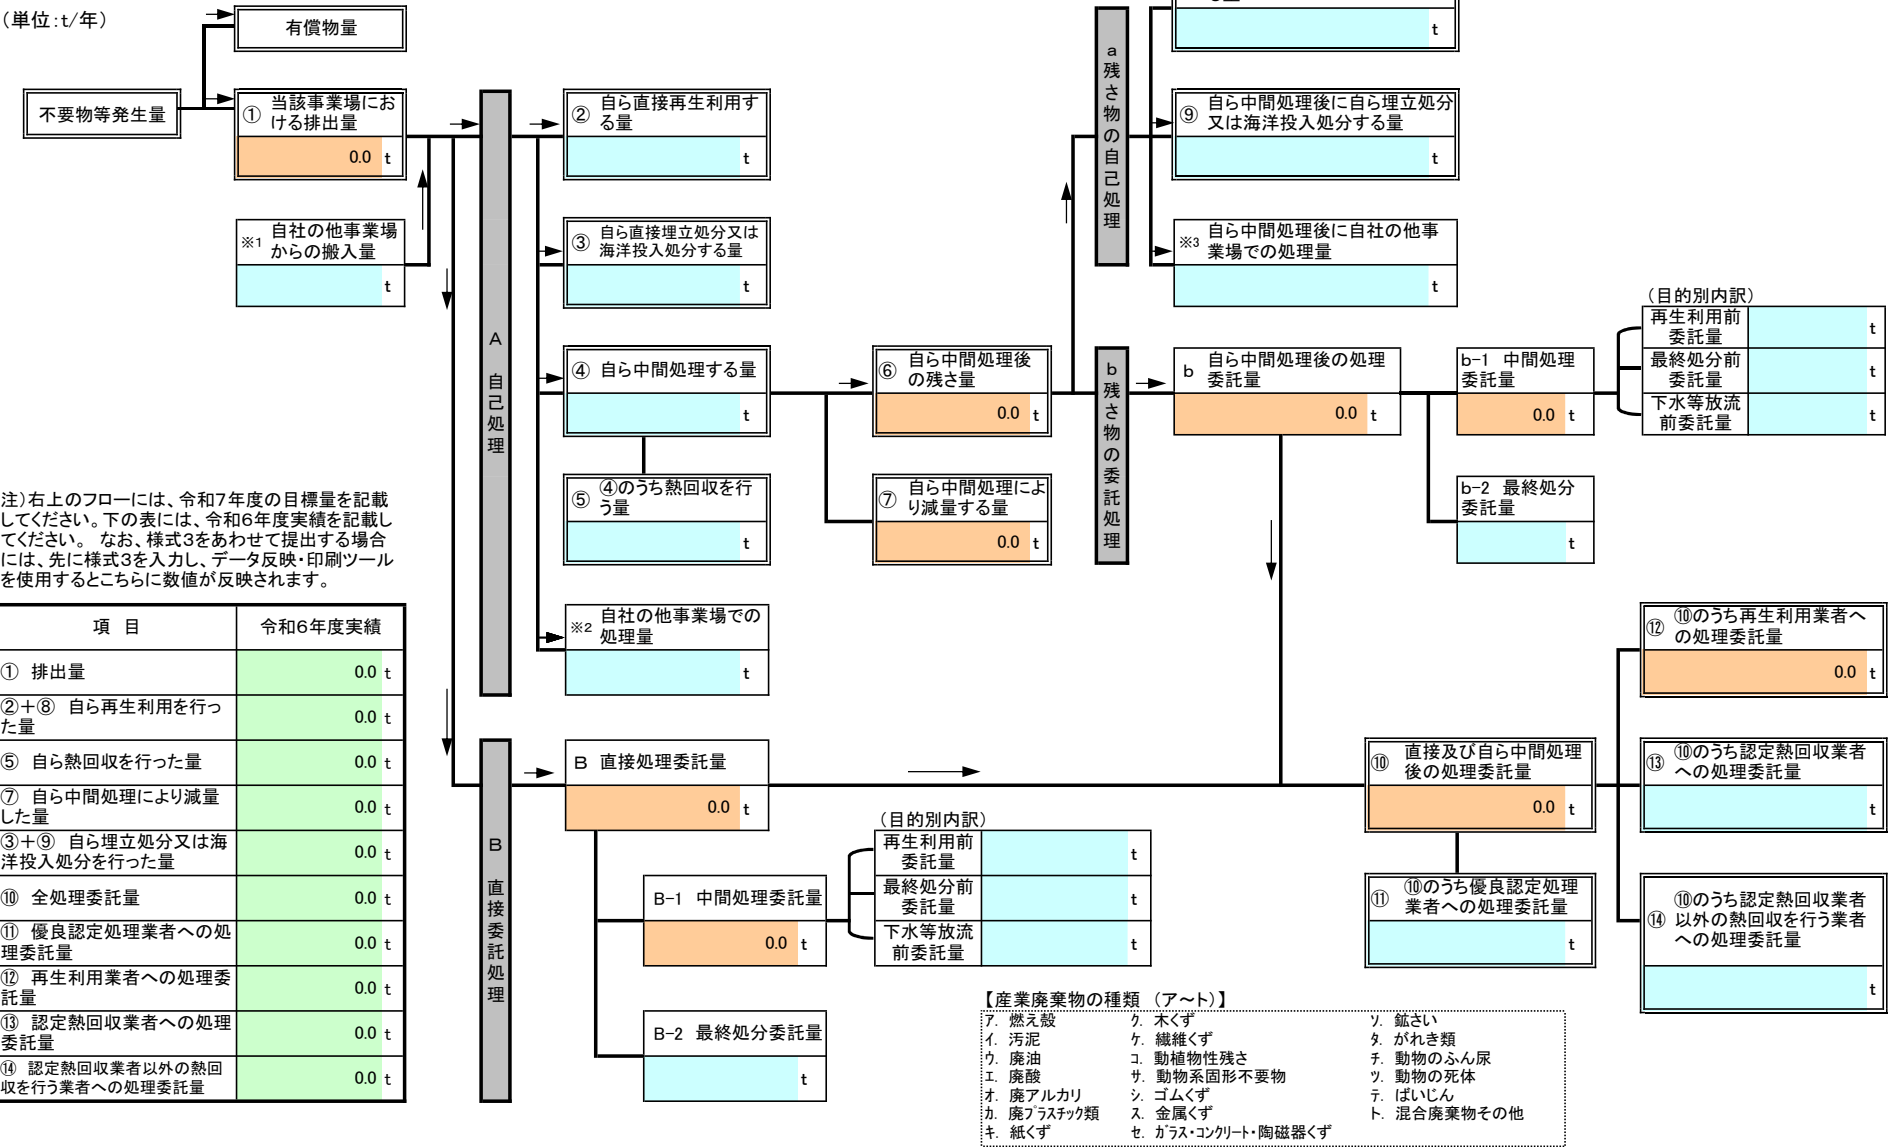 (単位:t/年)
有償物量
不要物等発生量
① 当該事業場にお
ける排出量
0.0 t
※1 自社の他事業場
からの搬入量
t
A 自己処理
② 自ら直接再生利用す
る量
t
③ 自ら直接埋立処分又は
海洋投入処分する量
t
④ 自ら中間処理する量
t
⑤ ④のうち熱回収を行
う量
t
※2 自社の他事業場での
処理量
t
⑥ 自ら中間処理後
の残さ量
0.0 t
⑦ 自ら中間処理によ
り減量する量
0.0 t
a 残さ物の自己処理
t
⑨ 自ら中間処理後に自ら埋立処分
又は海洋投入処分する量
t
※3 自ら中間処理後に自社の他事
業場での処理量
t
b 残さ物の委託処理
b 自ら中間処理後の処理
委託量
0.0 t
b-1 中間処理
委託量
0.0 t
(目的別内訳)
再生利用前
委託量
t
最終処分前
委託量
t
下水等放流
前委託量
t
b-2 最終処分
委託量
t
注)右上のフローには、令和7年度の目標量を記載
してください。下の表には、令和6年度実績を記載し
てください。 なお、様式3をあわせて提出する場合
には、先に様式3を入力し、データ反映・印刷ツール
を使用するとこちらに数値が反映されます。
項 目 令和6年度実績
① 排出量 0.0 t
②+⑧ 自ら再生利用を行っ
た量 0.0 t
⑤ 自ら熱回収を行った量 0.0 t
⑦ 自ら中間処理により減量
した量 0.0 t
③+⑨ 自ら埋立処分又は海
洋投入処分を行った量 0.0 t
⑩ 全処理委託量 0.0 t
⑪ 優良認定処理業者への処
理委託量 0.0 t
⑫ 再生利用業者への処理委
託量 0.0 t
⑬ 認定熱回収業者への処理
委託量 0.0 t
⑭ 認定熱回収業者以外の熱回
収を行う業者への処理委託量 0.0 t
B 直接委託処理
B 直接処理委託量
0.0 t
B-1 中間処理委託量
0.0 t
(目的別内訳)
再生利用前
委託量
t
最終処分前
委託量
t
下水等放流
前委託量
t
B-2 最終処分委託量
t
⑩ 直接及び自ら中間処理
後の処理委託量
0.0 t
⑪ ⑩のうち優良認定処理
業者への処理委託量
t
⑫ ⑩のうち再生利用業者へ
の処理委託量
0.0 t
⑬ ⑩のうち認定熱回収業者
への処理委託量
t
⑭ ⑩のうち認定熱回収業者
以外の熱回収を行う業者
への処理委託量
t
【産業廃棄物の種類 (ア~ト)】
ア. 燃え殻 ク. 木くず ソ. 鉱さい
イ. 汚泥 ケ. 繊維くず タ. がれき類
ウ. 廃油 コ. 動植物性残さ チ. 動物のふん尿
エ. 廃酸 サ. 動物系固形不要物 ツ. 動物の死体
オ. 廃アルカリ シ. ゴムくず テ. ばいじん
カ. 廃プラスチック類 ス. 金属くず ト. 混合廃棄物その他
キ. 紙くず セ. ガラス・コンクリート・陶磁器くず